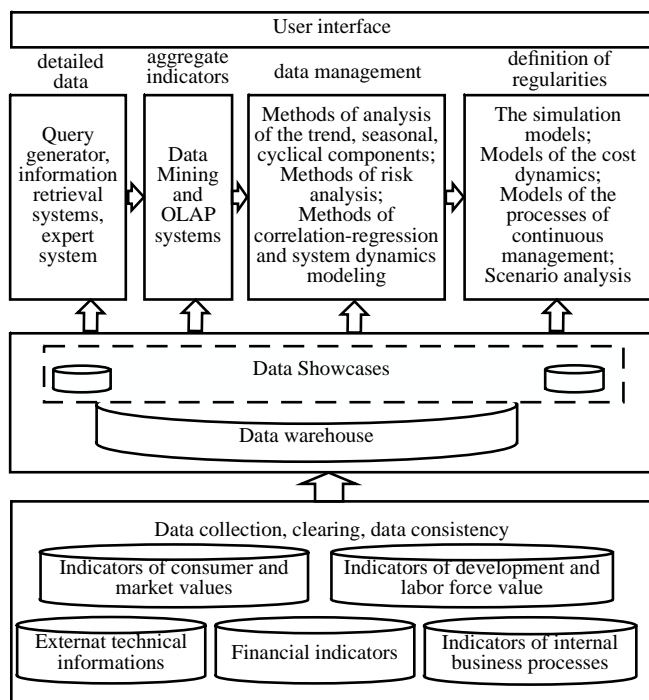 User interface
detailed
data
aggregate
indicators
data management
definition of
regularities
Query
generator,
information
retrieval
systems,
expert
system
Data
Mining
and
OLAP
systems
Methods of analysis
of the trend, seasonal,
cyclical components;
Methods of risk
analysis;
Methods of
correlation-regression
and system dynamics
modeling
The simulation
models;
Models of the cost
dynamics;
Models of the
processes of
continuous
management;
Scenario analysis
Data Showcases
Data warehouse
Data collection, clearing, data consistency
Indicators of consumer and
market values
Indicators of development and
labor force value
Externat technical
informations
Financial indicators
Indicators of internal
business processes